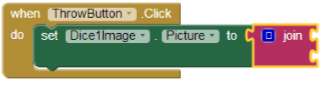 when ThrowButton .Click
do set Dice1Image . Picture to join